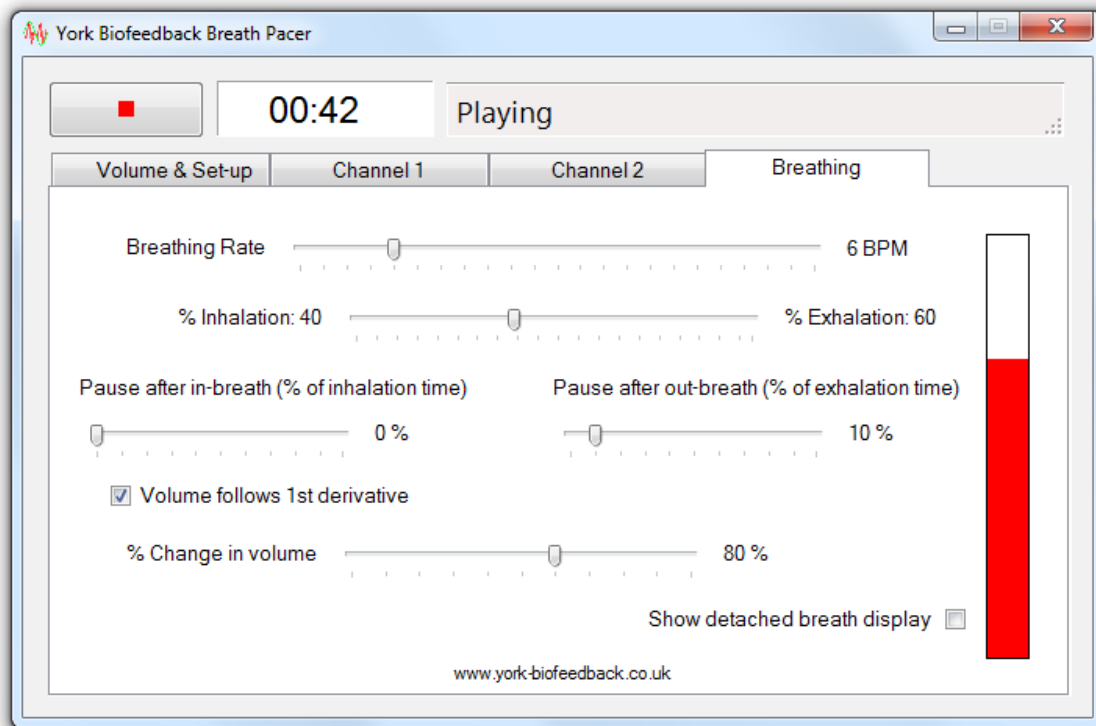 York Biofeedback Breath Pacer
00:42
Playing
Volume & Set-up
Channel 1
Channel 2
Breathing
Breathing Rate
6 BPM
% Inhalation: 40
% Exhalation: 60
Pause after in-breath (% of inhalation time)
Pause after out-breath (% of exhalation time)
0 %
10 %
Volume follows 1st derivative
% Change in volume
80 %
Show detached breath display
www.york-biofeedback.co.uk